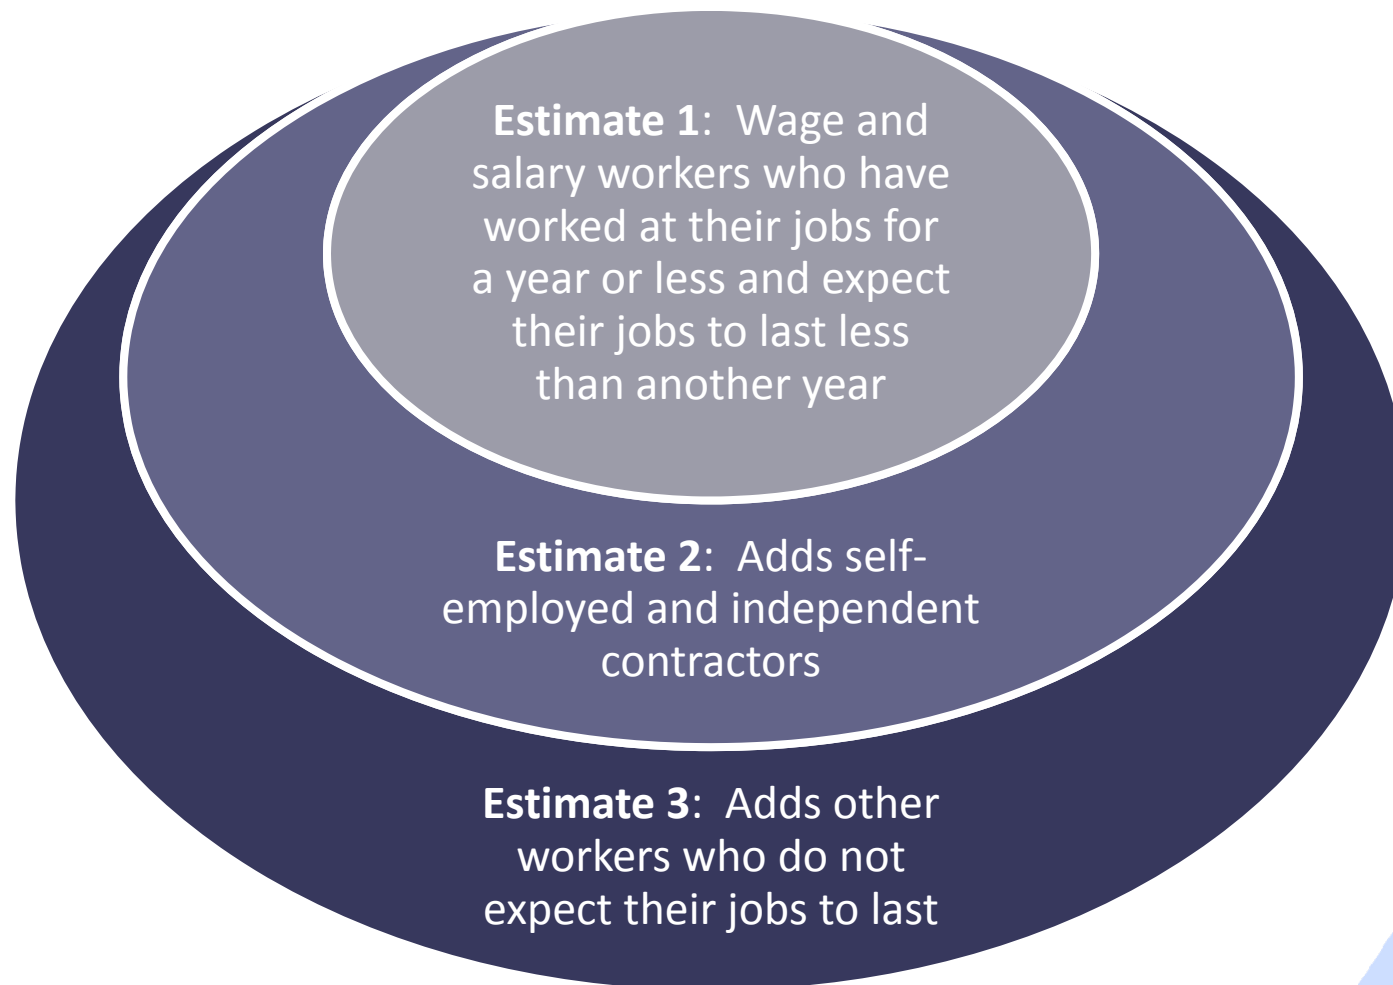 Estimate 1:  Wage and
salary workers who have
worked at their jobs for
a year or less and expect
their jobs to last less
than another year
Estimate 2:  Adds self-
employed and independent
contractors
Estimate 3:  Adds other
workers who do not
expect their jobs to last